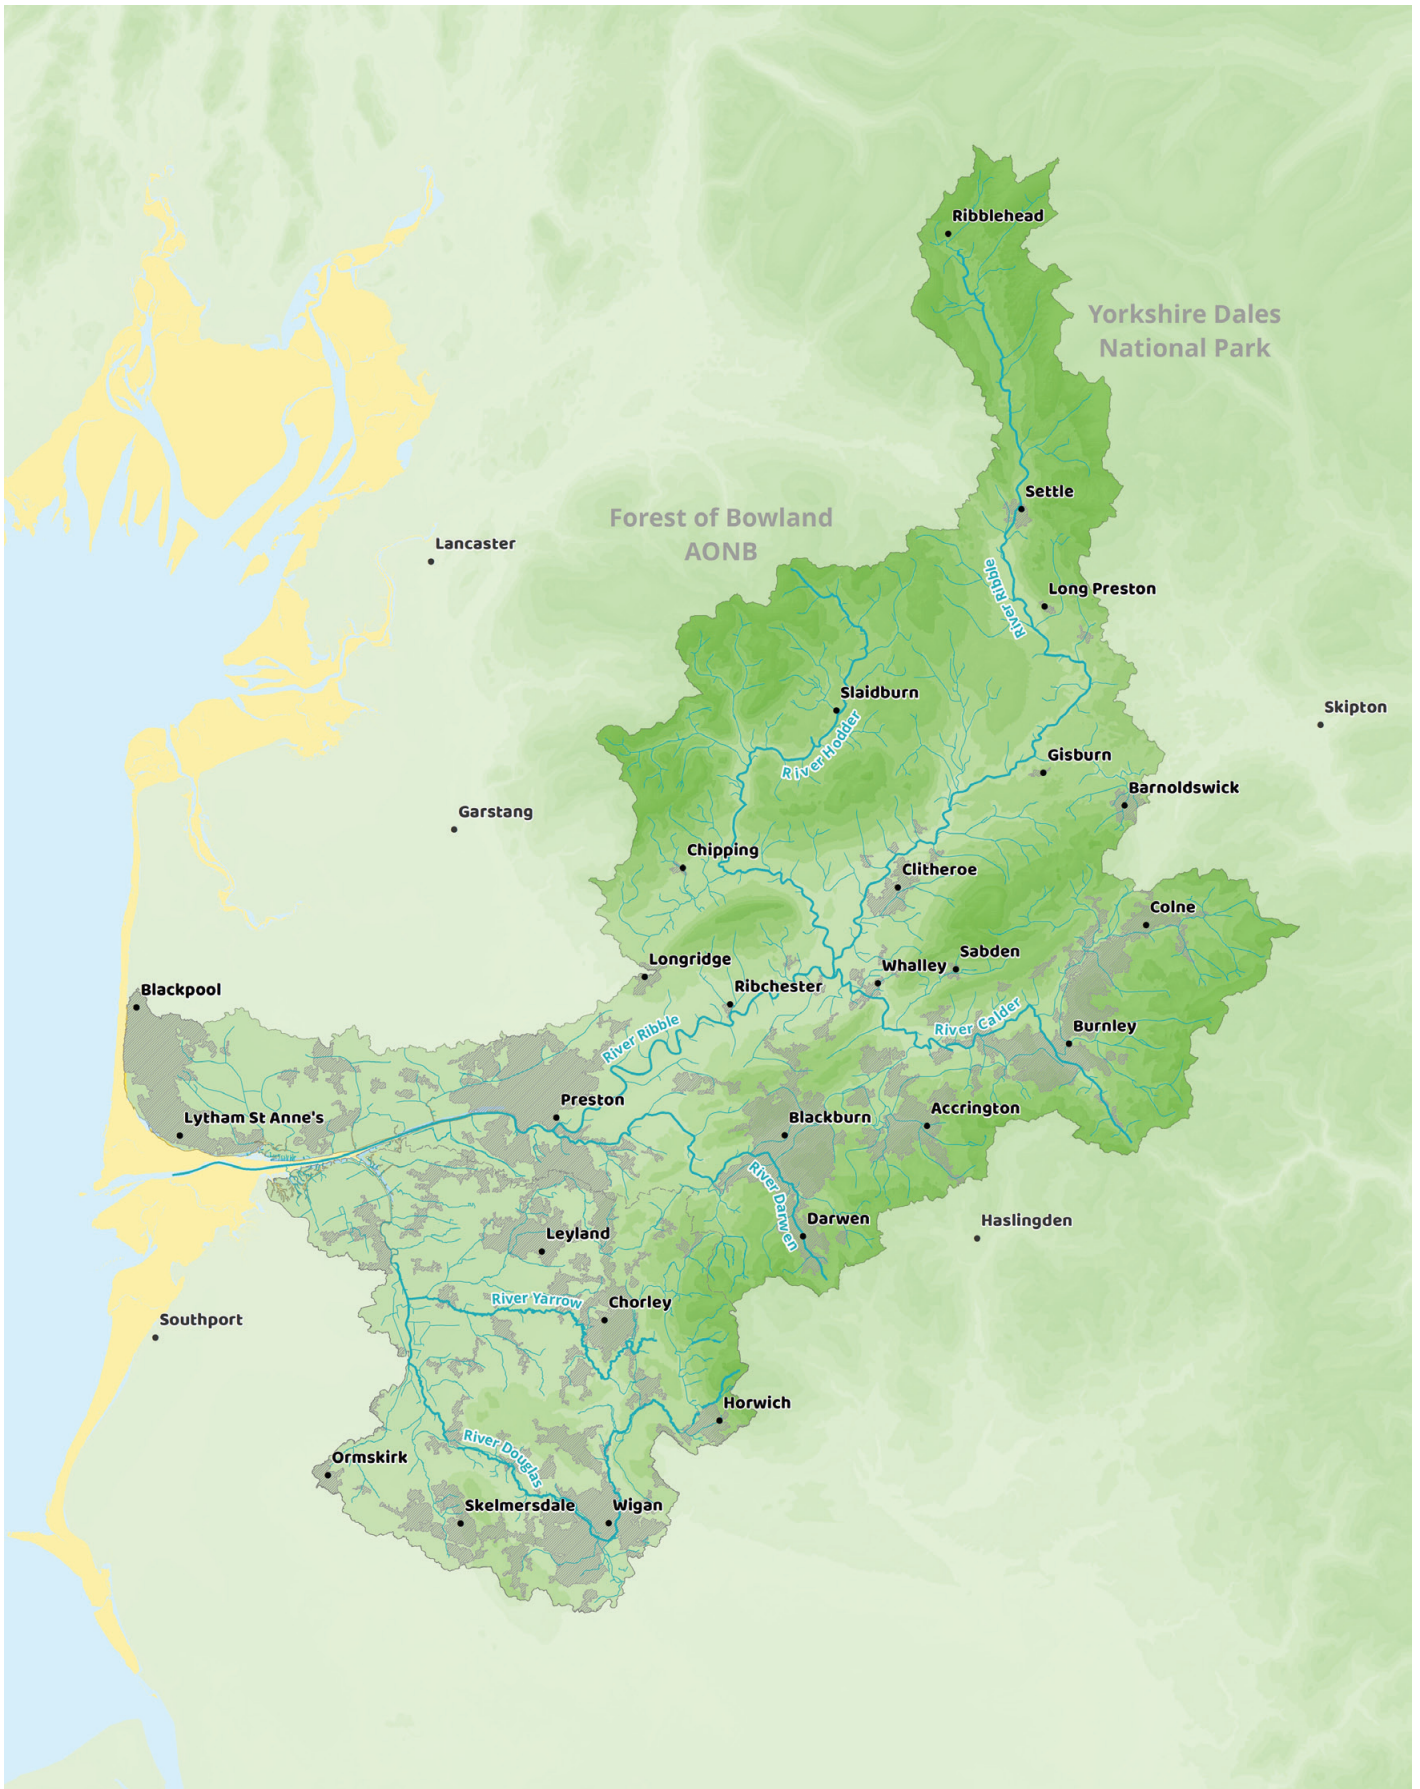 Ribblehead
Yorkshire Dales
National Park
Settle
Forest of Bowland
AONB
Lancaster
River Ribble
Long Preston
Slaidburn
Skipton
River Hodder
Gisburn
Barnoldswick
Garstang
Chipping
Clitheroe
Colne
Longridge
Sabden
Whalley
Ribchester
Blackpool
River Calder
River Ribble
Burnley
Preston
Accrington
Lytham St Anne's
Blackburn
River Darwen
Darwen
Haslingden
Leyland
River Yarrow
Chorley
Southport
Horwich
River Douglas
Ormskirk
Skelmersdale
Wigan